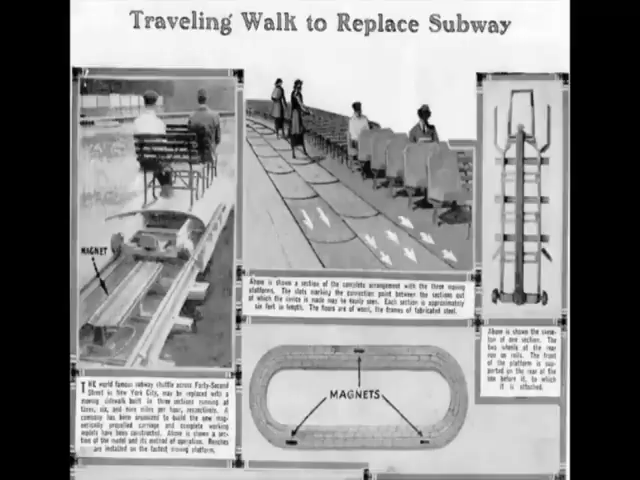 Traveling Walk to Replace Subway
MAGNET
THE world famous subway shuttle across Forty-Second
Street in New York City, may be replaced with a
moving sidewalk built in three sections running at
three, six, and nine miles per hour, respectively. A
company has been organized to build the new mag-
netically propelled carriage and complete working
models have been constructed. Above is shown a sec-
tion of the model and its method of operation. Benches
are installed on the fastest moving platform.
Above is shown a section of the complete arrangement with the three moving
platforms. The slots marking the connection point between the sections out
of which the device is made may be easily seen. Each section is approximately
six feet in length. The floors are of wood, the frames of fabricated steel.
MAGNETS
Above is shown the skele-
ton of one section. The
two wheels at the rear
run on rails. The front
of the platform is sup-
ported on the rear of the
one before it, to which
it is attached.